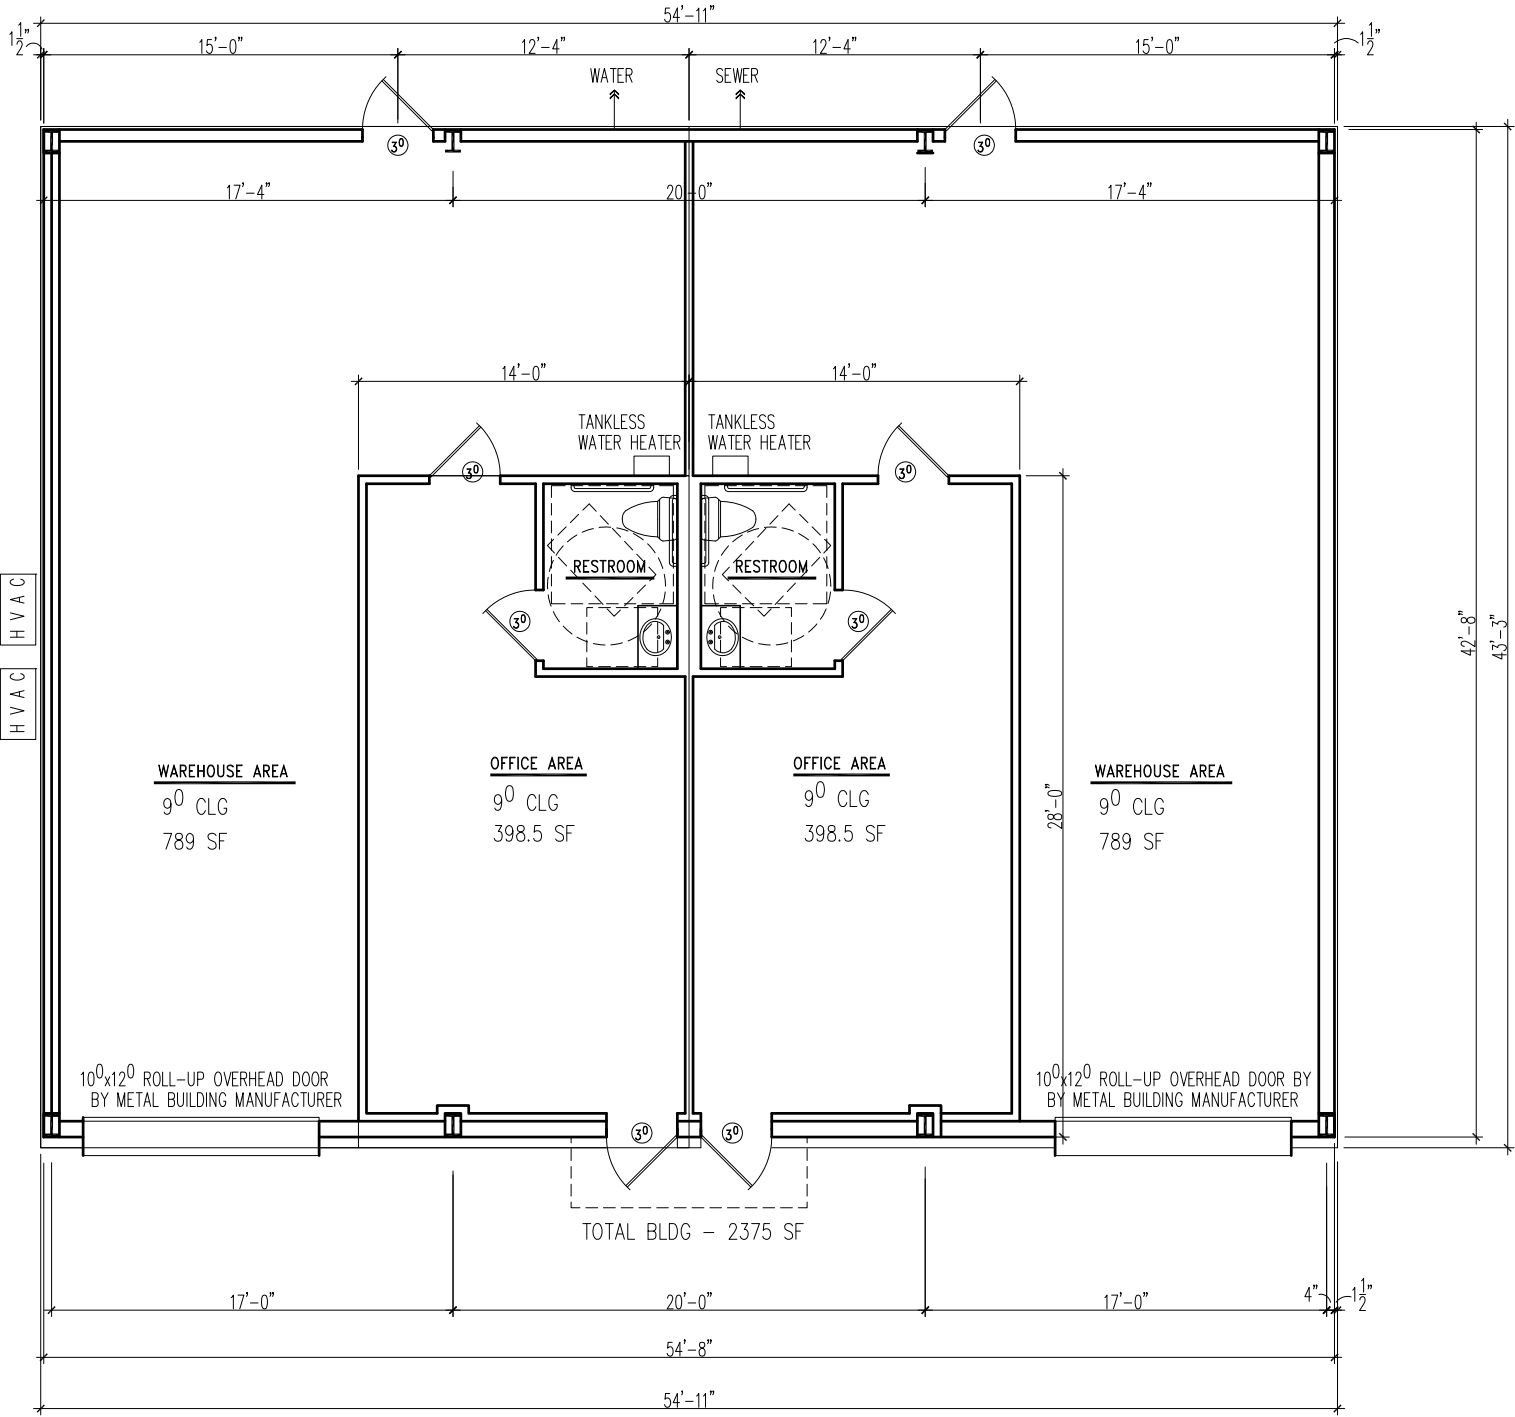 54'-11"
1 1/2" 15'-0" 12'-4" 12'-4" 15'-0" 1 1/2"
WATER SEWER
3⁰ 3⁰
17'-4" 20'-0" 17'-4"
14'-0" 14'-0"
TANKLESS
WATER HEATER
TANKLESS
WATER HEATER
3⁰ 3⁰
RESTROOM RESTROOM
3⁰ 3⁰
HVAC
HVAC
42'-8"
43'-3"
WAREHOUSE AREA
9⁰ CLG
789 SF
OFFICE AREA
9⁰ CLG
398.5 SF
OFFICE AREA
9⁰ CLG
398.5 SF
28'-0"
WAREHOUSE AREA
9⁰ CLG
789 SF
10⁰x12⁰ ROLL-UP OVERHEAD DOOR
BY METAL BUILDING MANUFACTURER
10⁰x12⁰ ROLL-UP OVERHEAD DOOR BY
BY METAL BUILDING MANUFACTURER
3⁰ 3⁰
TOTAL BLDG - 2375 SF
17'-0" 20'-0" 17'-0" 4" 1 1/2"
54'-8"
54'-11"